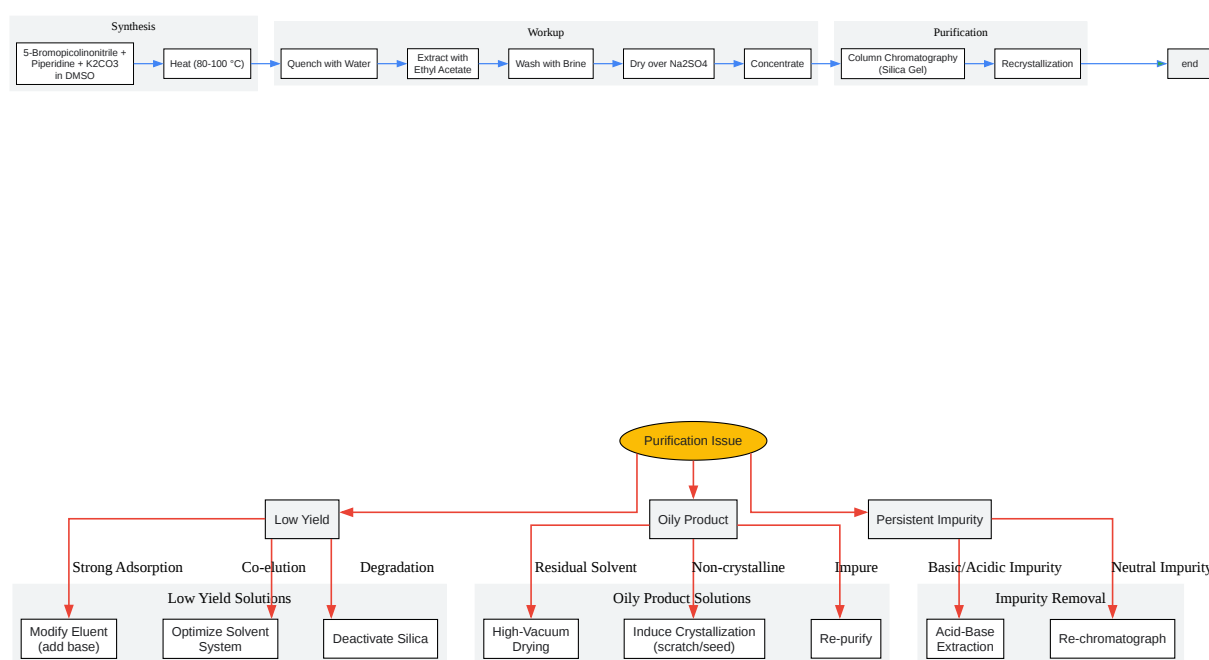 Synthesis
Workup
Purification
5-Bromopicolinonitrile +
Piperidine + K2CO3
in DMSO
Heat (80-100 °C)
Quench with Water
Extract with
Ethyl Acetate
Wash with Brine
Dry over Na2SO4
Concentrate
Column Chromatography
(Silica Gel)
Recrystallization
end
Purification Issue
Low Yield
Oily Product
Persistent Impurity
Strong Adsorption
Co-elution
Degradation
Residual Solvent
Non-crystalline
Impure
Basic/Acidic Impurity
Neutral Impurity
Low Yield Solutions
Oily Product Solutions
Impurity Removal
Modify Eluent
(add base)
Optimize Solvent
System
Deactivate Silica
High-Vacuum
Drying
Induce Crystallization
(scratch/seed)
Re-purify
Acid-Base
Extraction
Re-chromatograph